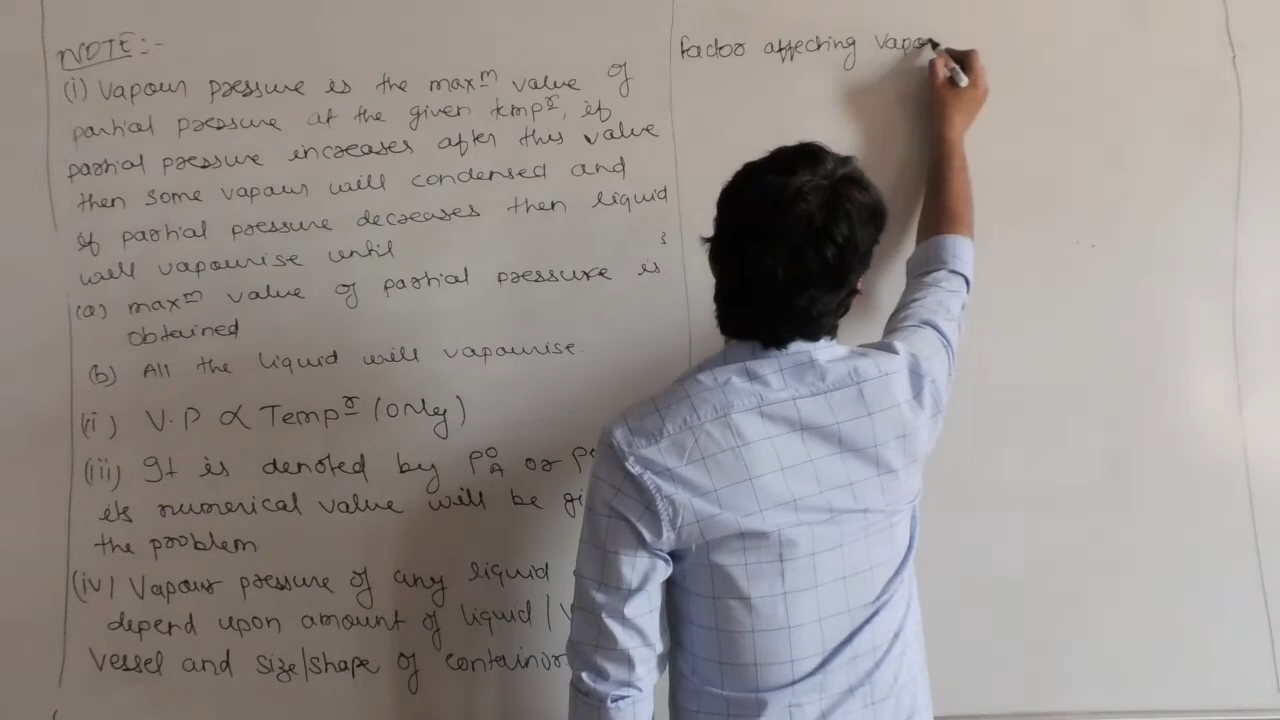 NOTE:-
(i) Vapour pressure is the maxᵐ value of
partial pressure at the given tmpʳ, if
partial pressure increases after this value
then some vapour will condensed and
if partial pressure decreases then liquid
will vapourise until
(a) maxᵐ value of partial pressure is
obtained
(b) All the liquid will vapourise.
(ii) V.P ∝ Tempʳ (only)
(iii) It is denoted by P°A or
its numerical value will be
the problem.
(iv) Vapour pressure of any liquid
depend upon amount of liquid /
vessel and size/shape of containor
Factor affecting Vapo